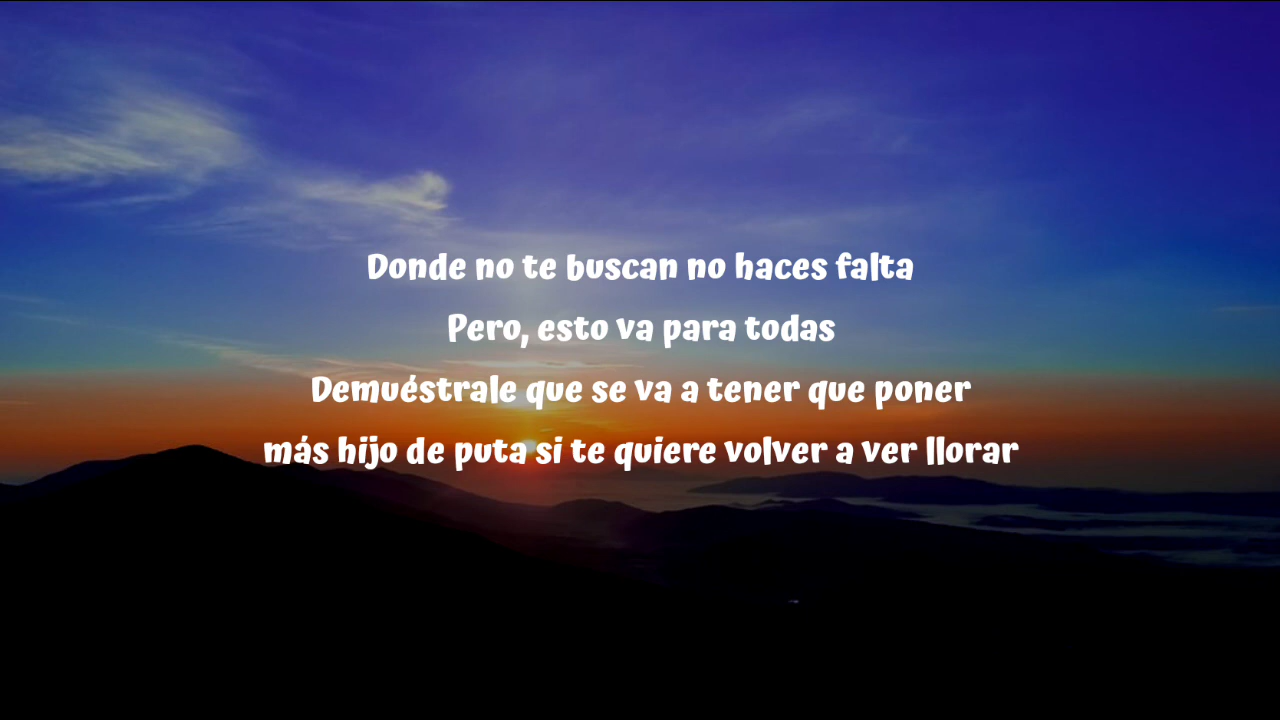 Donde no te buscan no haces falta
Pero, esto va para todas
Demuéstrale que se va a tener que poner
más hijo de puta si te quiere volver a ver llorar